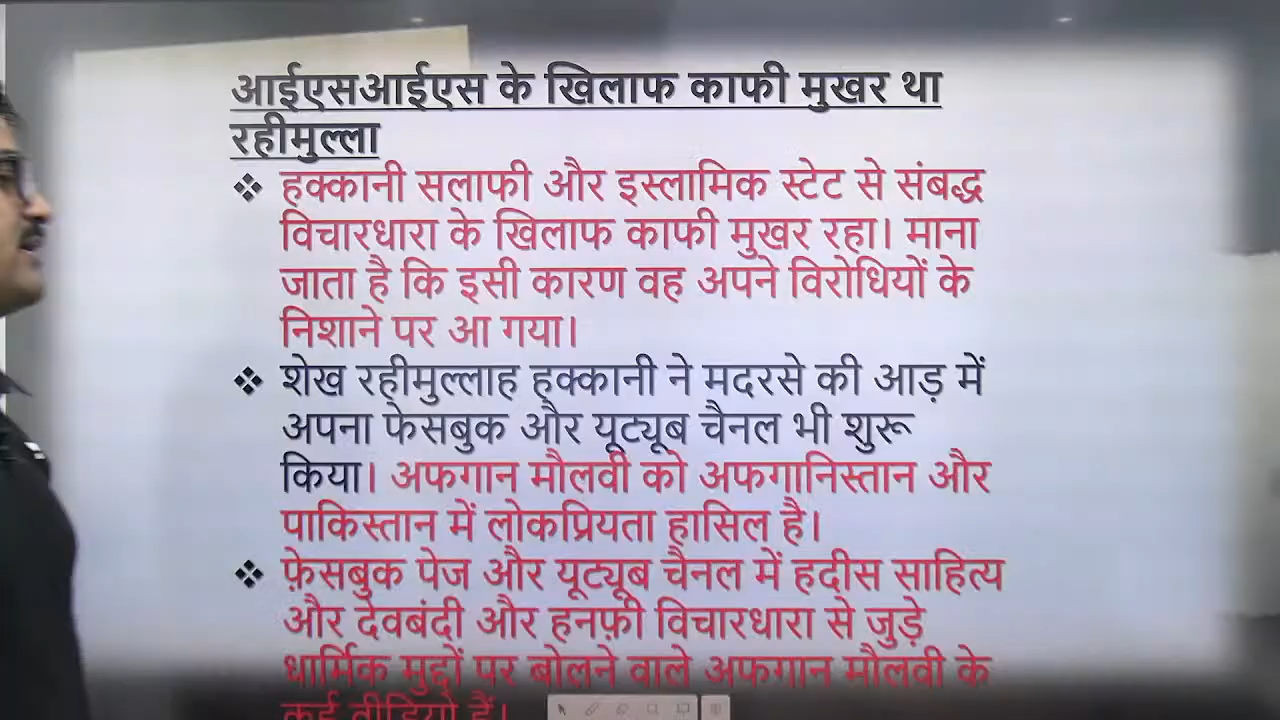 आईएसआईएस के खिलाफ काफी मुखर था
रहीमुल्ला
❖ हक्कानी सलाफी और इस्लामिक स्टेट से संबद्ध
विचारधारा के खिलाफ काफी मुखर रहा। माना
जाता है कि इसी कारण वह अपने विरोधियों के
निशाने पर आ गया।
❖ शेख रहीमुल्लाह हक्कानी ने मदरसे की आड़ में
अपना फेसबुक और यूट्यूब चैनल भी शुरू
किया। अफगान मौलवी को अफगानिस्तान और
पाकिस्तान में लोकप्रियता हासिल है।
❖ फ़ेसबुक पेज और यूट्यूब चैनल में हदीस साहित्य
और देवबंदी और हनफ़ी विचारधारा से जुड़े
धार्मिक मुद्दों पर बोलने वाले अफगान मौलवी के
कई वीडियो हैं।